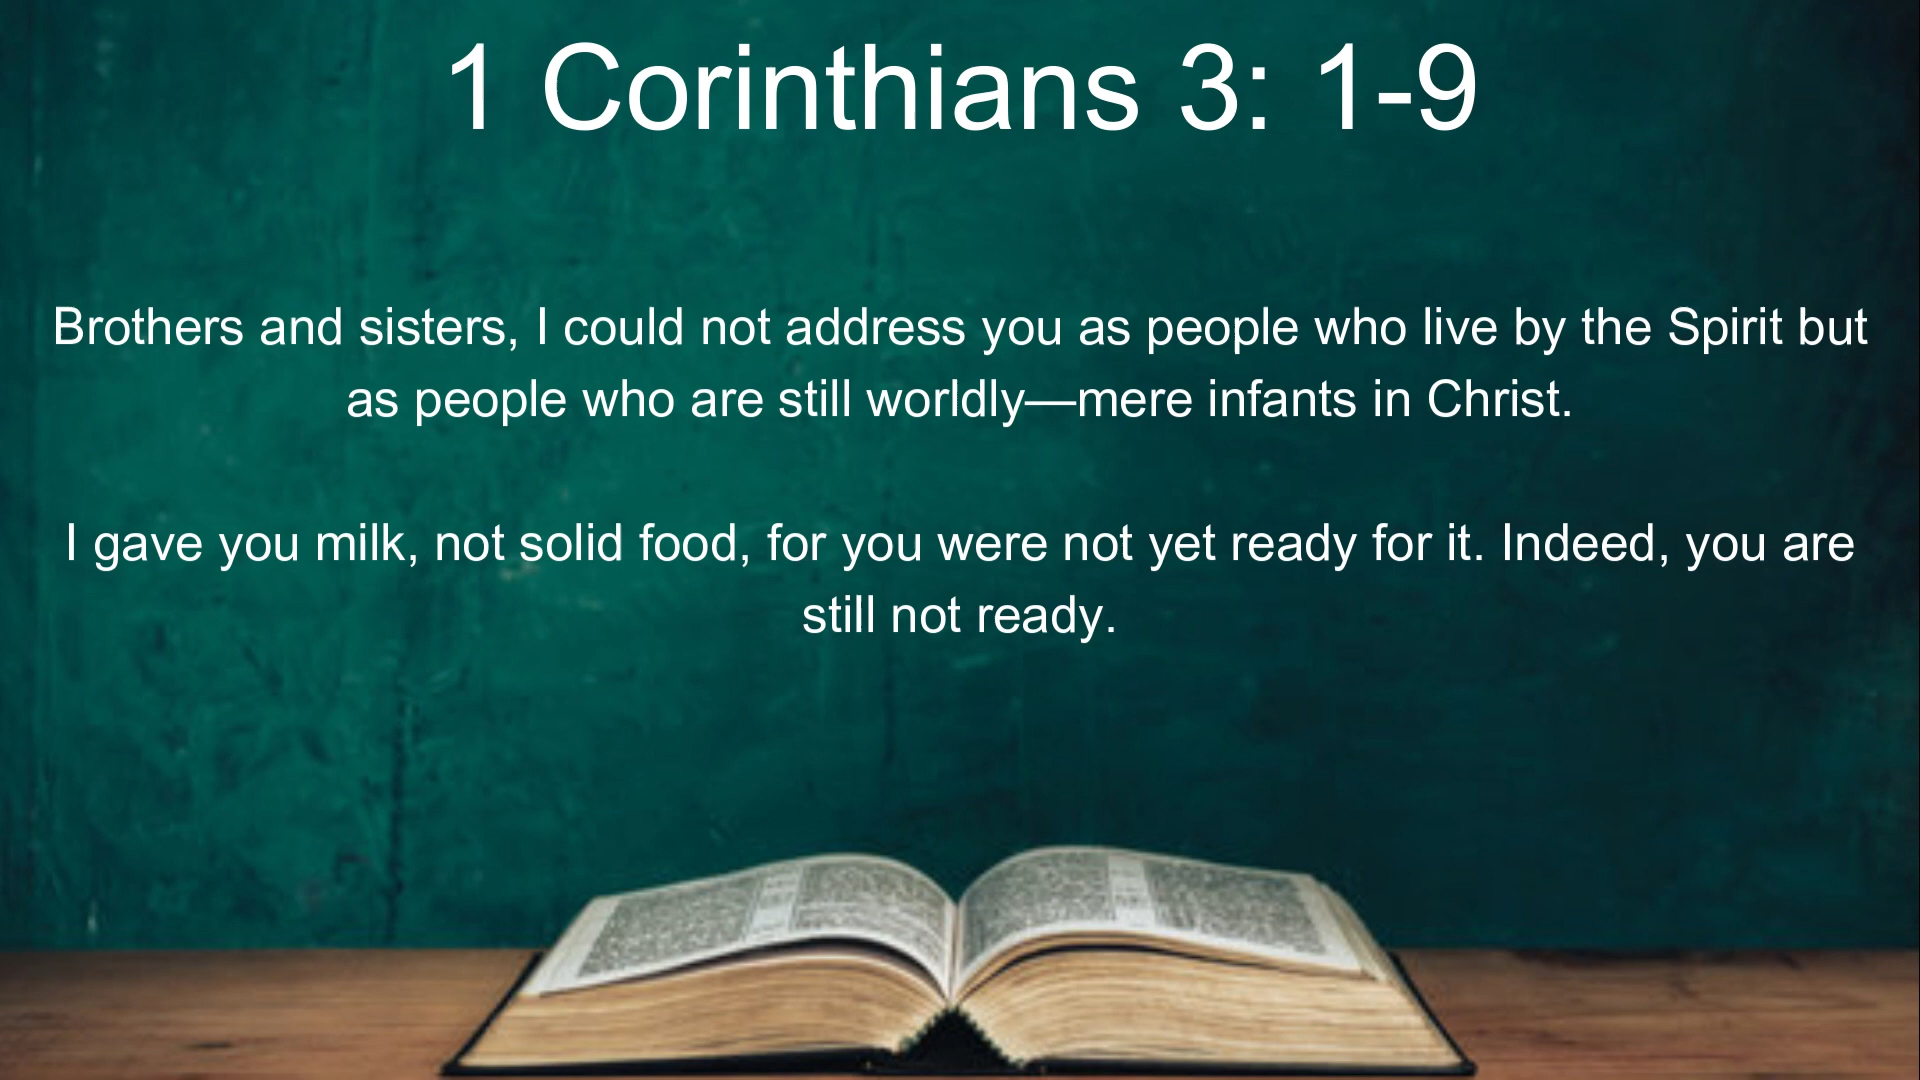 1 Corinthians 3: 1-9
Brothers and sisters, I could not address you as people who live by the Spirit but
as people who are still worldly—mere infants in Christ.
I gave you milk, not solid food, for you were not yet ready for it. Indeed, you are
still not ready.